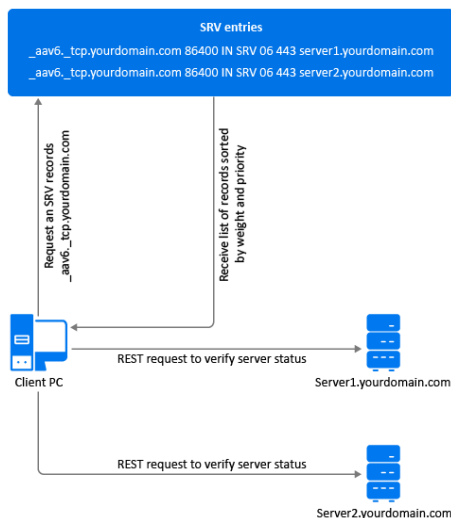 SRV entries
_aav6._tcp.yourdomain.com 86400 IN SRV 06 443 server1.yourdomain.com
_aav6._tcp.yourdomain.com 86400 IN SRV 06 443 server2.yourdomain.com
Request an SRV records
_aav6._tcp.yourdomain.com
Receive list of records sorted
by weight and priority
REST request to verify server status
Client PC
Server1.yourdomain.com
REST request to verify server status
Server2.yourdomain.com